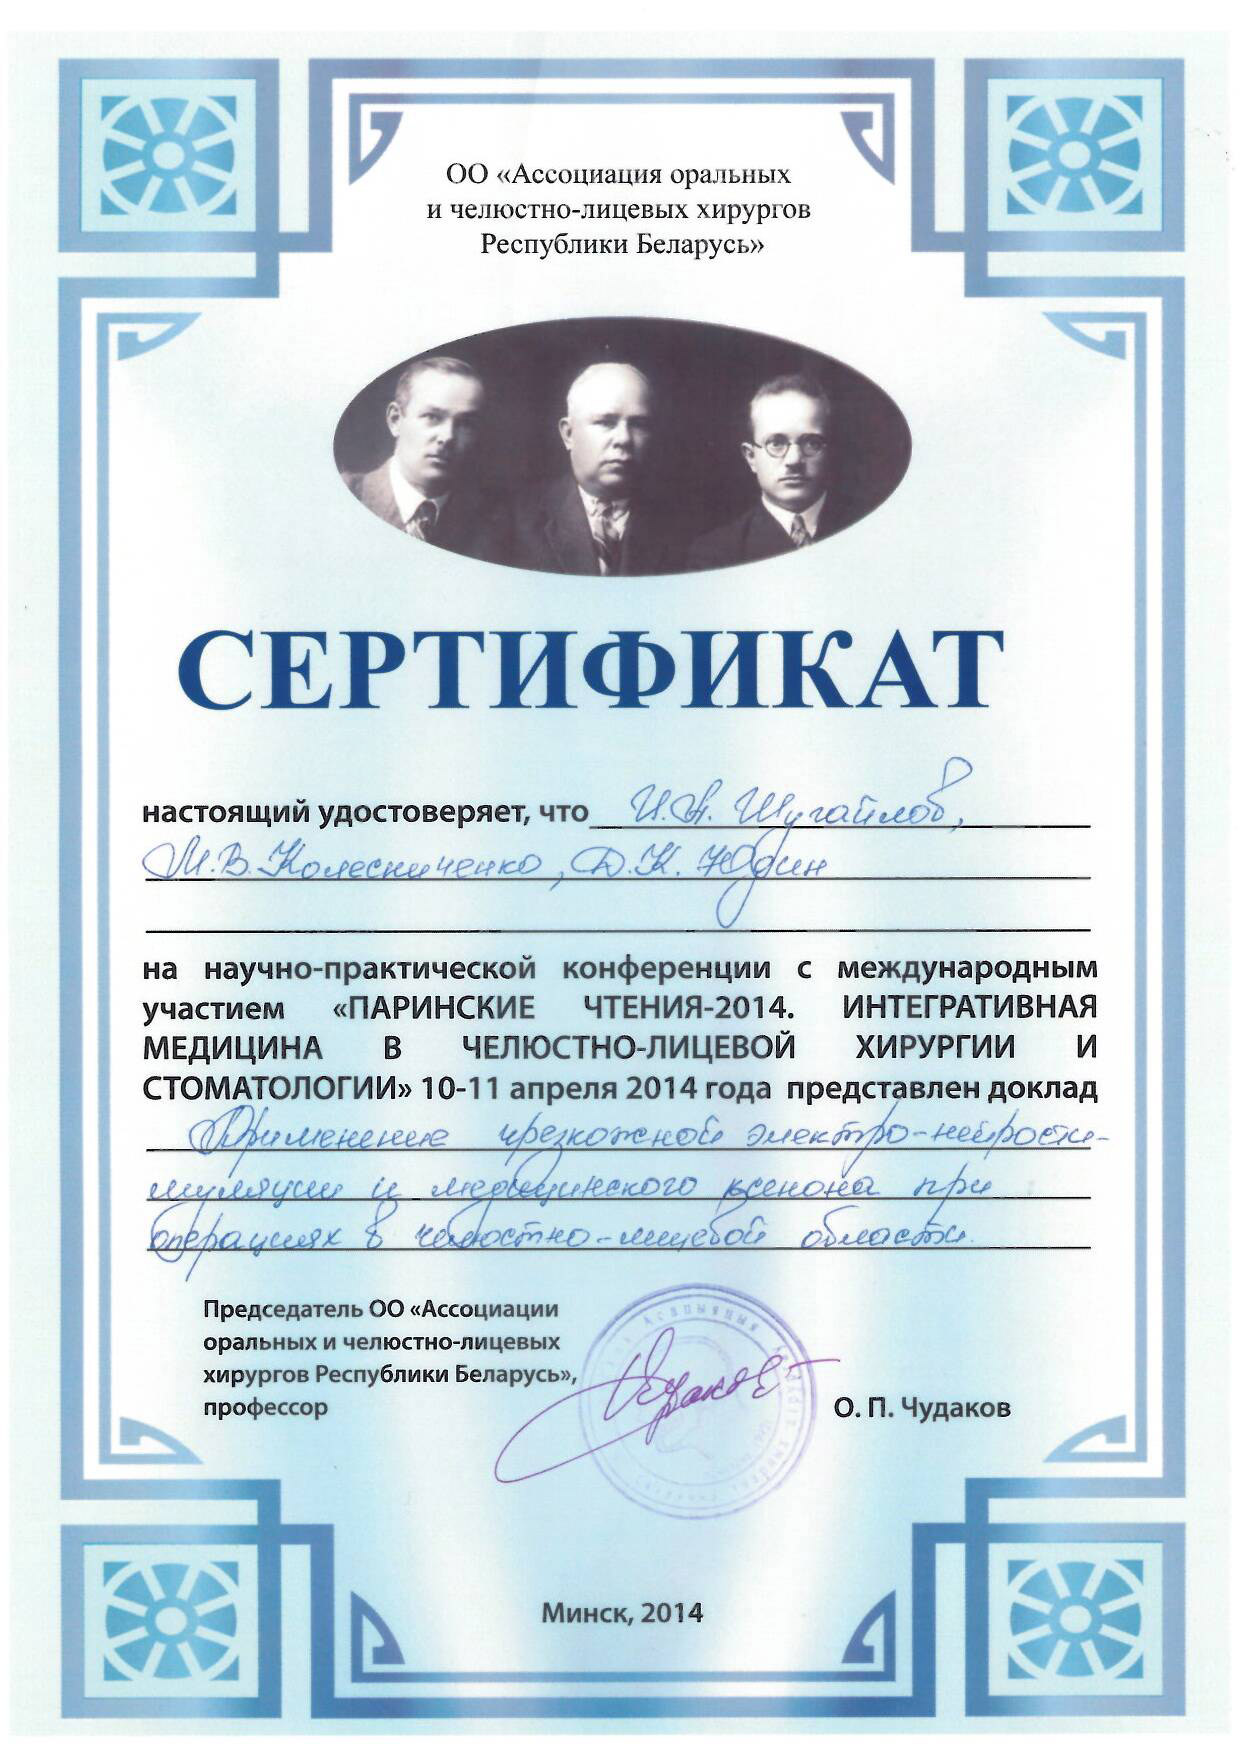 ОО «Ассоциация оральных
и челюстно-лицевых хирургов
Республики Беларусь»
СЕРТИФИКАТ
настоящий удостоверяет, что И.А. Шугайлов,
М.В. Колесниченко, Д.К. Юдин
на научно-практической конференции с международным
участием «ПАРИНСКИЕ ЧТЕНИЯ-2014. ИНТЕГРАТИВНАЯ
МЕДИЦИНА В ЧЕЛЮСТНО-ЛИЦЕВОЙ ХИРУРГИИ И
СТОМАТОЛОГИИ» 10-11 апреля 2014 года представлен доклад
Применение чрезкожной электро-нейрости-
муляции и медицинского ксенона при
операциях в челюстно-лицевой области.
Председатель ОО «Ассоциации
оральных и челюстно-лицевых
хирургов Республики Беларусь»,
профессор
О. П. Чудаков
Минск, 2014